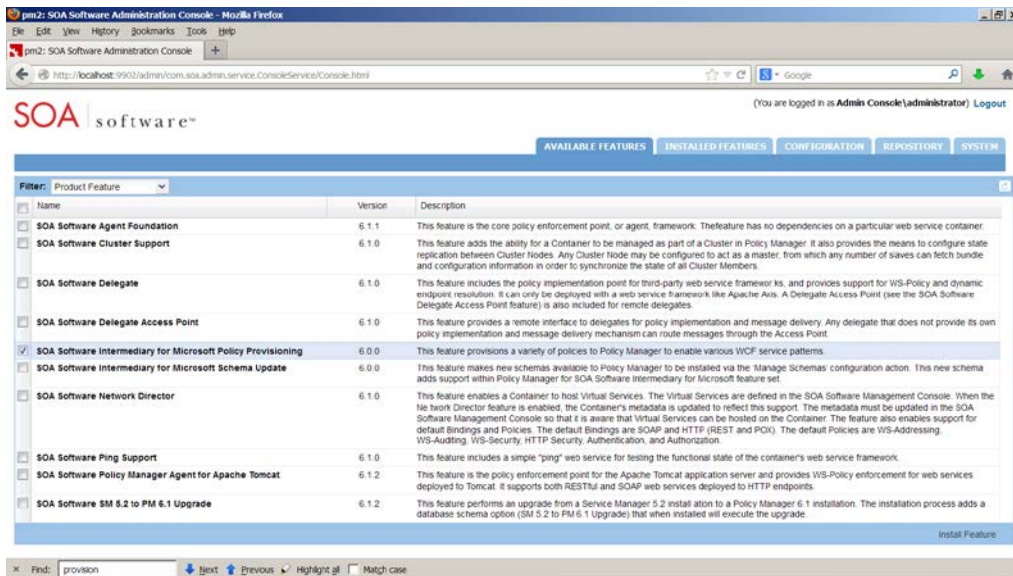 pm2: SOA Software Administration Console - Mozilla Firefox
File Edit View History Bookmarks Tools Help
pm2: SOA Software Administration Console +
http://localhost:9902/admin/com.soa.admin.service.ConsoleService/Console.html Google
(You are logged in as Admin Console\administrator) Logout
SOA software
AVAILABLE FEATURES INSTALLED FEATURES CONFIGURATION REPOSITORY SYSTEM
Filter: Product Feature
Name Version Description
SOA Software Agent Foundation 6.1.1 This feature is the core policy enforcement point, or agent, framework. Thefeature has no dependencies on a particular web service container.
SOA Software Cluster Support 6.1.0 This feature adds the ability for a Container to be managed as part of a Cluster in Policy Manager. It also provides the means to configure state
replication between Cluster Nodes. Any Cluster Node may be configured to act as a master, from which any number of saves can fetch bundle
and configuration information in order to synchronize the state of all Cluster Members.
SOA Software Delegate 6.1.0 This feature includes the policy implementation point for third-party web service framewor ks, and provides support for WS-Policy and dynamic
endpoint resolution. It can only be deployed with a web service framework like Apache Axis. A Delegate Access Point (see the SOA Software
Delegate Access Point feature) is also included for remote delegates.
SOA Software Delegate Access Point 6.1.0 This feature provides a remote interface to delegates for policy implementation and message delivery. Any delegate that does not provide its own
policy implementation and message delivery mechanism can route messages through the Access Point.
SOA Software Intermediary for Microsoft Policy Provisioning 6.0.0 This feature provisions a variety of policies to Policy Manager to enable various WCF service patterns.
SOA Software Intermediary for Microsoft Schema Update 6.0.0 This feature makes new schemas available to Policy Manager to be installed via the 'Manage Schemas' configuration action. This new schema
adds support within Policy Manager for SOA Software Intermediary for Microsoft feature set.
SOA Software Network Director 6.1.0 This feature enables a Container to host Virtual Services. The Virtual Services are defined in the SOA Software Management Console. When the
Ne twork Director feature is enabled, the Container's metadata is updated to reflect this support. The metadata must be updated in the SOA
Software Management Console so that it is aware that Virtual Services can be hosted on the Container. The feature also enables support for
default Bindings and Policies. The default Bindings are SOAP and HTTP (REST and POX). The default Policies are WS-Addressing,
WS-Auditing, WS-Security, HTTP Security, Authentication, and Authorization.
SOA Software Ping Support 6.1.0 This feature includes a simple "ping" web service for testing the functional state of the container's web service framework.
SOA Software Policy Manager Agent for Apache Tomcat 6.1.2 This feature is the policy enforcement point for the Apache Tomcat application server and provides WS-Policy enforcement for web services
deployed to Tomcat. It supports both RESTful and SOAP web services deployed to HTTP endpoints.
SOA Software SM 5.2 to PM 6.1 Upgrade 6.1.2 This feature performs an upgrade from a Service Manager 5.2 install ation to a Policy Manager 6.1 installation. The installation process adds a
database schema option (SM 5.2 to PM 6.1 Upgrade) that when installed will execute the upgrade.
Install Feature
× Find: provision Next Previous Highlight all Match case